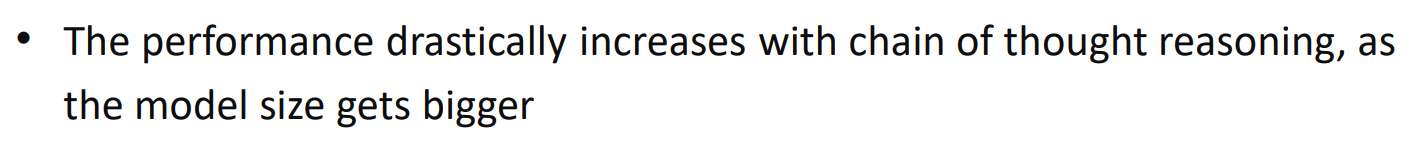 • The performance drastically increases with chain of thought reasoning, as
the model size gets bigger